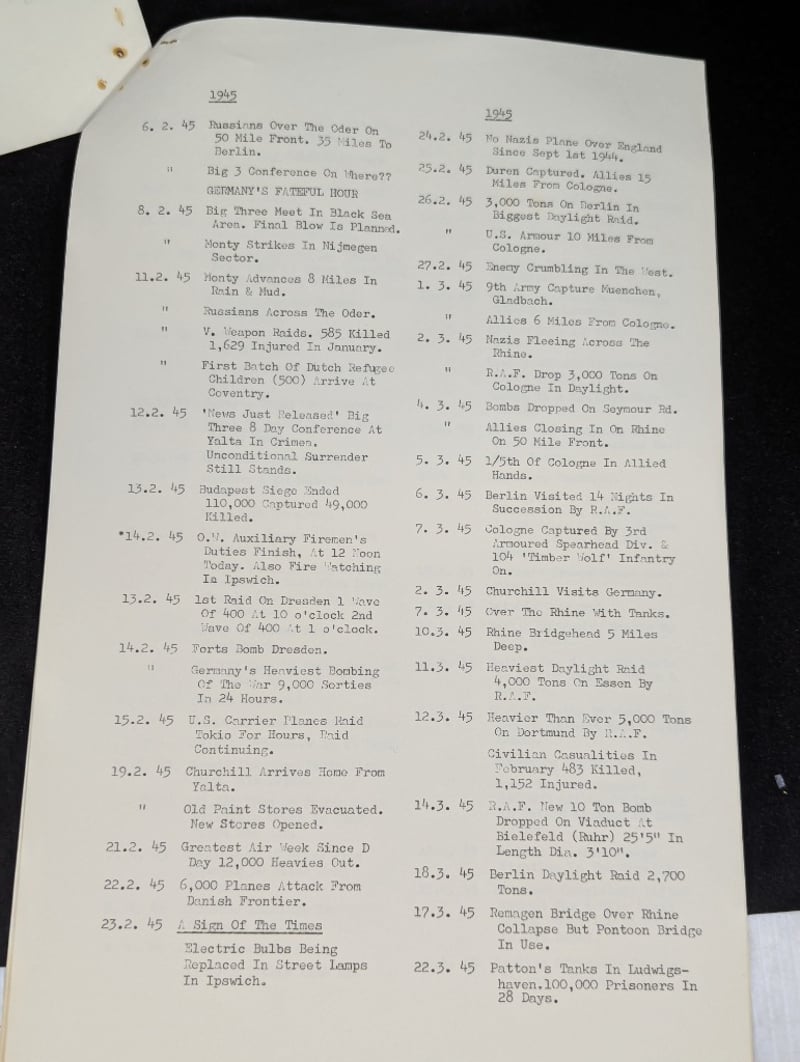 1945
6. 2. 45 Russians Over The Oder On
50 Mile Front. 35 Miles To
Berlin.
" Big 3 Conference On Where??
GERMANY'S FATEFUL HOUR
8. 2. 45 Big Three Meet In Black Sea
Area. Final Blow Is Planned.
" Monty Strikes In Nijmegen
Sector.
11.2. 45 Monty Advances 8 Miles In
Rain & Mud.
" Russians Across The Oder.
" V. Weapon Raids. 585 Killed
1,629 Injured In January.
" First Batch Of Dutch Refugee
Children (500) Arrive At
Coventry.
12.2. 45 'News Just Released' Big
Three 8 Day Conference At
Yalta In Crimea.
Unconditional Surrender
Still Stands.
13.2. 45 Budapest Siege Ended
110,000 Captured 49,000
Killed.
*14.2. 45 O.W. Auxiliary Firemen's
Duties Finish, At 12 Noon
Today. Also Fire Watching
In Ipswich.
13.2. 45 1st Raid On Dresden 1 Wave
Of 400 At 10 o'clock 2nd
Wave Of 400 At 1 o'clock.
14.2. 45 Forts Bomb Dresden.
" Germany's Heaviest Bombing
Of The War 9,000 Sorties
In 24 Hours.
15.2. 45 U.S. Carrier Planes Raid
Tokio For Hours, Raid
Continuing.
19.2. 45 Churchill Arrives Home From
Yalta.
" Old Paint Stores Evacuated.
New Stores Opened.
21.2. 45 Greatest Air Week Since D
Day 12,000 Heavies Out.
22.2. 45 6,000 Planes Attack From
Danish Frontier.
23.2. 45 A Sign Of The Times
Electric Bulbs Being
Replaced In Street Lamps
In Ipswich.
1945
24.2. 45 No Nazis Plane Over England
Since Sept 1st 1944.
25.2. 45 Duren Captured. Allies 15
Miles From Cologne.
26.2. 45 3,000 Tons On Berlin In
Biggest Daylight Raid.
" U.S. Armour 10 Miles From
Cologne.
27.2. 45 Enemy Crumbling In The West.
1. 3. 45 9th Army Capture Muenchen,
Gladbach.
" Allies 6 Miles From Cologne.
2. 3. 45 Nazis Fleeing Across The
Rhine.
" R.A.F. Drop 3,000 Tons On
Cologne In Daylight.
4. 3. 45 Bombs Dropped On Seymour Rd.
" Allies Closing In On Rhine
On 50 Mile Front.
5. 3. 45 1/5th Of Cologne In Allied
Hands.
6. 3. 45 Berlin Visited 14 Nights In
Succession By R.A.F.
7. 3. 45 Cologne Captured By 3rd
Armoured Spearhead Div. &
104 'Timber Wolf' Infantry
On.
2. 3. 45 Churchill Visits Germany.
7. 3. 45 Over The Rhine With Tanks.
10.3. 45 Rhine Bridgehead 5 Miles
Deep.
11.3. 45 Heaviest Daylight Raid
4,000 Tons On Essen By
R.A.F.
12.3. 45 Heavier Than Ever 5,000 Tons
On Dortmund By R.A.F.
Civilian Casualities In
February 483 Killed,
1,152 Injured.
14.3. 45 R.A.F. New 10 Ton Bomb
Dropped On Viaduct At
Bielefeld (Ruhr) 25'5" In
Length Dia. 3'10".
18.3. 45 Berlin Daylight Raid 2,700
Tons.
17.3. 45 Remagen Bridge Over Rhine
Collapse But Pontoon Bridge
In Use.
22.3. 45 Patton's Tanks In Ludwigs-
haven.100,000 Prisoners In
28 Days.